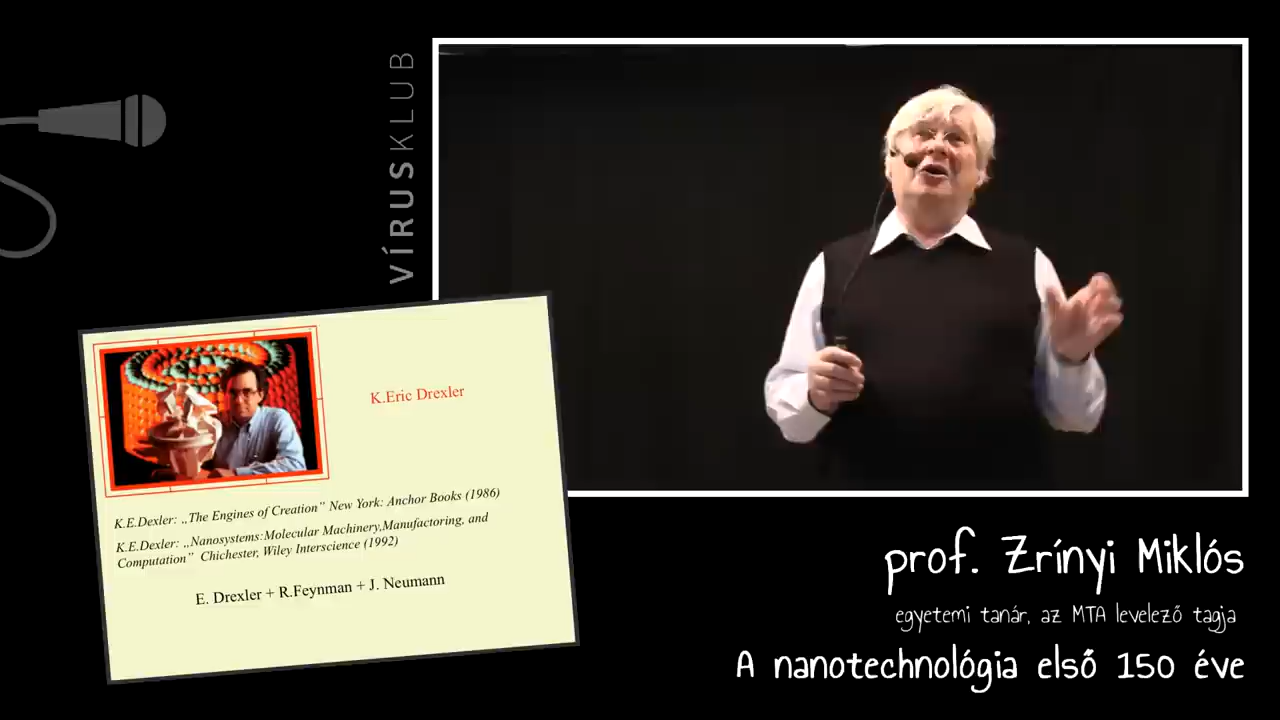 VÍRUSKLUB
K.Eric Drexler
K.E.Dexler: „The Engines of Creation” New York: Anchor Books (1986)
K.E.Dexler: „Nanosystems:Molecular Machinery,Manufactoring, and
Computation” Chichester, Wiley Interscience (1992)
E. Drexler + R.Feynman + J. Neumann
prof. Zrínyi Miklós
egyetemi tanár, az MTA levelező tagja
A nanotechnológia első 150 éve